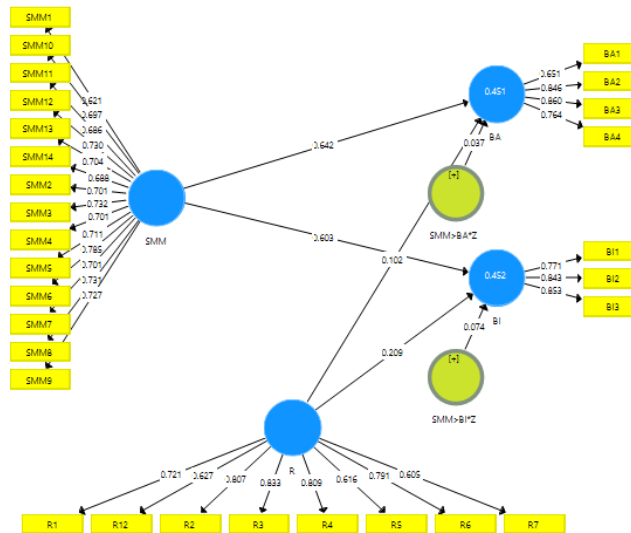 SMM1
SMM10
SMM11
SMM12
SMM13
SMM14
SMM2
SMM3
SMM4
SMM5
SMM6
SMM7
SMM8
SMM9
0.621
0.697
0.686
0.730
0.704
0.688
0.701
0.732
0.701
0.711
0.785
0.701
0.731
0.727
SMM
0.642
0.603
0.102
0.209
0.451
BA
0.037
[+]
SMM>BA*Z
0.651
0.846
0.860
0.764
BA1
BA2
BA3
BA4
0.452
BI
0.074
[+]
SMM>BI*Z
0.771
0.843
0.853
BI1
BI2
BI3
R
0.721
0.627
0.807
0.833
0.809
0.616
0.791
0.605
R1
R12
R2
R3
R4
R5
R6
R7